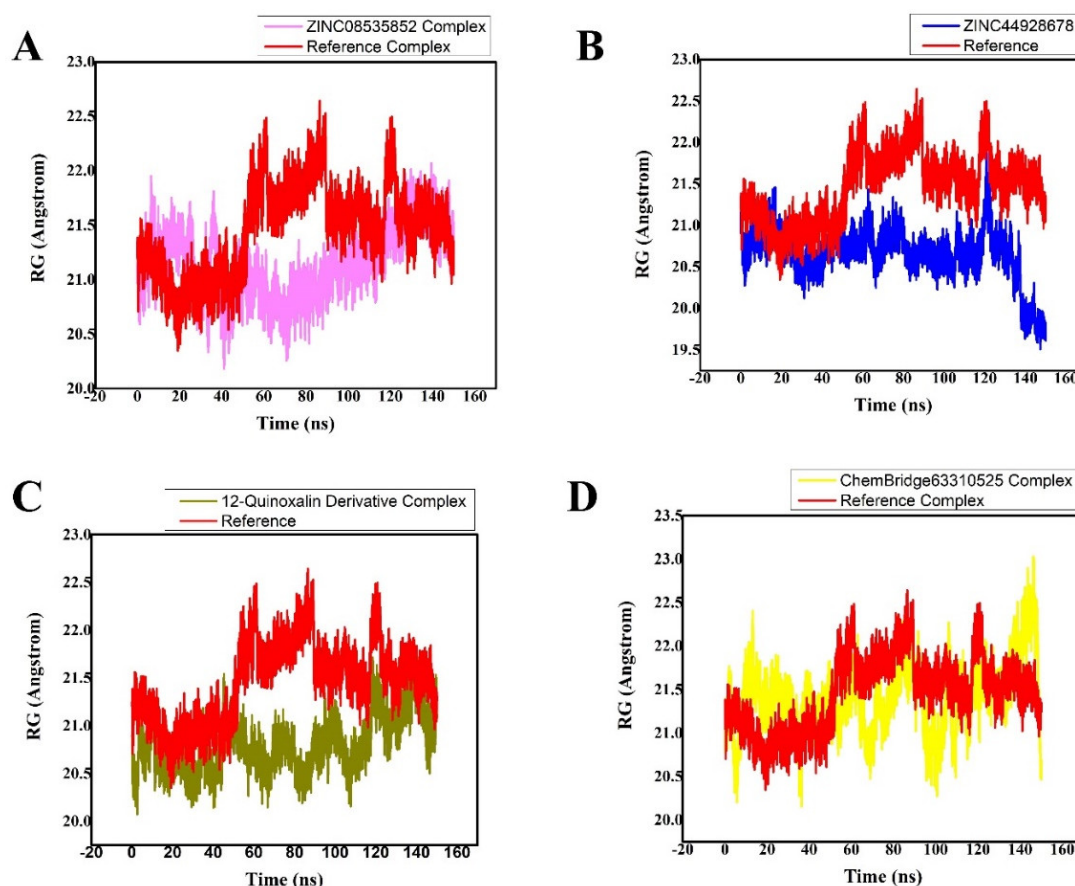 A
ZINC08535852 Complex
Reference Complex
23.0
22.5
22.0
21.5
21.0
20.5
20.0
RG (Angstrom)
-20 0 20 40 60 80 100 120 140 160
Time (ns)
B
ZINC44928678
Reference
23.0
22.5
22.0
21.5
21.0
20.5
20.0
19.5
RG (Angstrom)
-20 0 20 40 60 80 100 120 140 160
Time (ns)
C
12-Quinoxalin Derivative Complex
Reference
23.0
22.5
22.0
21.5
21.0
20.5
20.0
RG (Angstrom)
-20 0 20 40 60 80 100 120 140 160
Time (ns)
D
ChemBridge63310525 Complex
Reference Complex
23.5
23.0
22.5
22.0
21.5
21.0
20.5
20.0
RG (Angstrom)
-20 0 20 40 60 80 100 120 140 160
Time (ns)